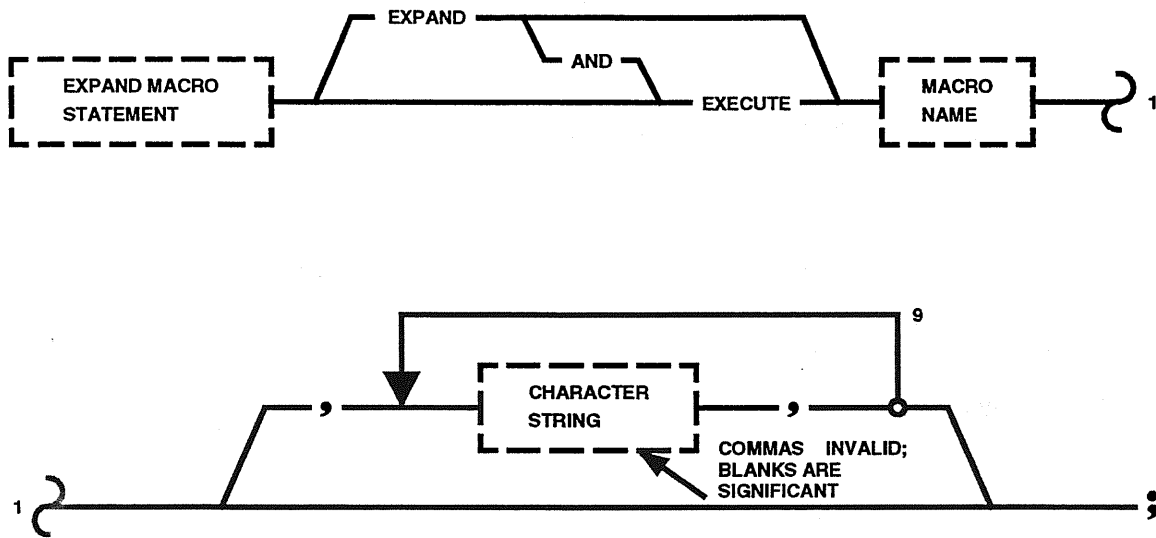 EXPAND
AND
EXPAND MACRO
STATEMENT
EXECUTE
MACRO
NAME
1
9
,
CHARACTER
STRING
,
COMMAS INVALID;
BLANKS ARE
SIGNIFICANT
1
;